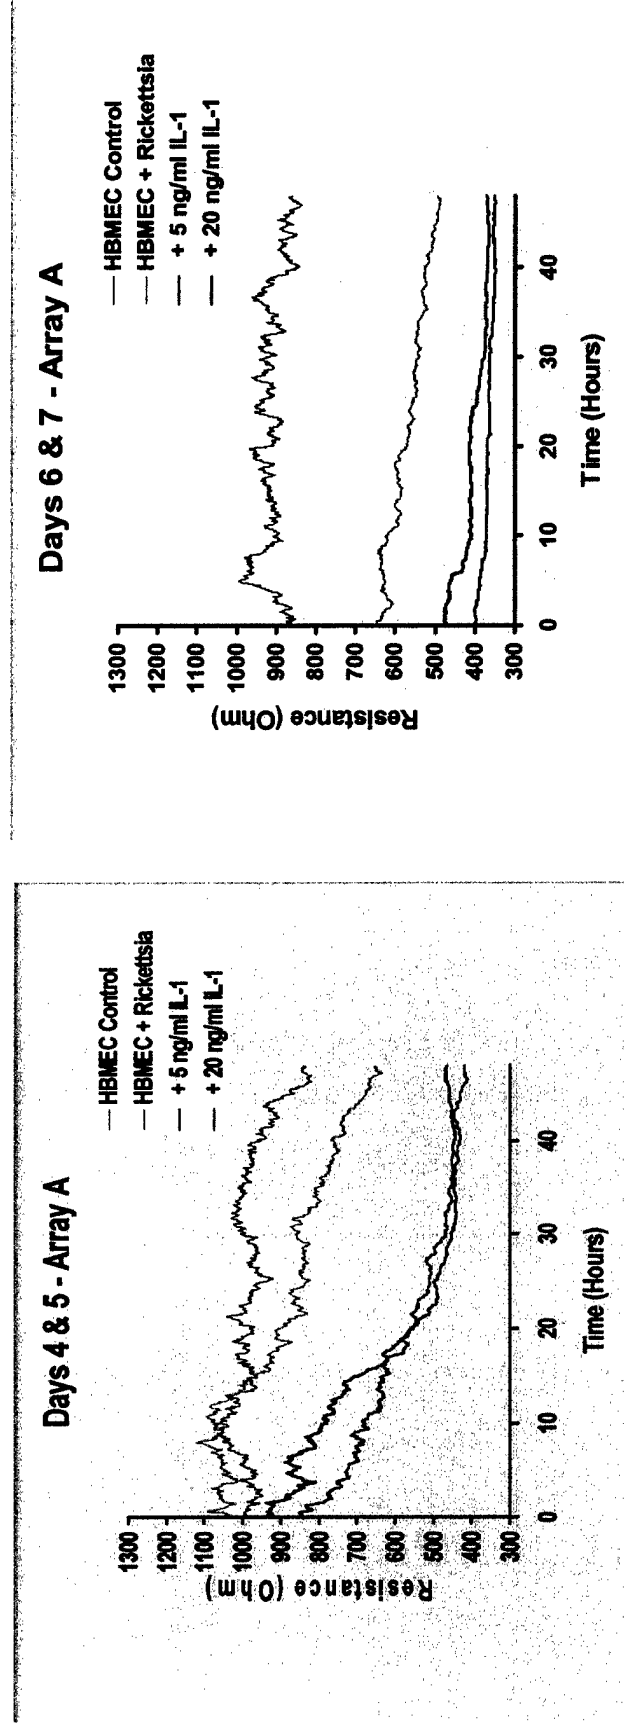 Days 4 & 5 - Array A
HBMEC Control
HBMEC + Rickettsia
+ 5 ng/ml IL-1
+ 20 ng/ml IL-1
Resistance (Ohm)
1300
1200
1100
1000
900
800
700
600
500
400
300
0
10
20
30
40
Time (Hours)
Days 6 & 7 - Array A
HBMEC Control
HBMEC + Rickettsia
+ 5 ng/ml IL-1
+ 20 ng/ml IL-1
Resistance (Ohm)
1300
1200
1100
1000
900
800
700
600
500
400
300
0
10
20
30
40
Time (Hours)